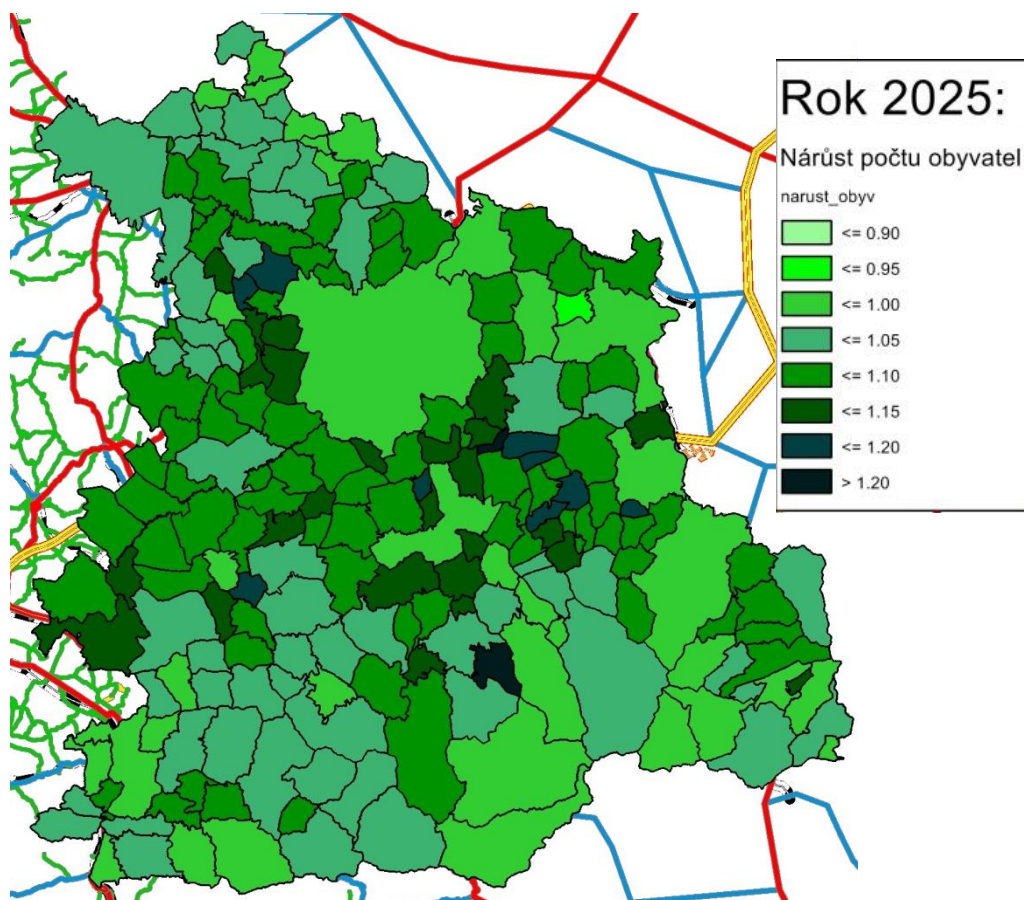 Rok 2025:
Nárůst počtu obyvatel
narust_obyv
<= 0.90
<= 0.95
<= 1.00
<= 1.05
<= 1.10
<= 1.15
<= 1.20
> 1.20